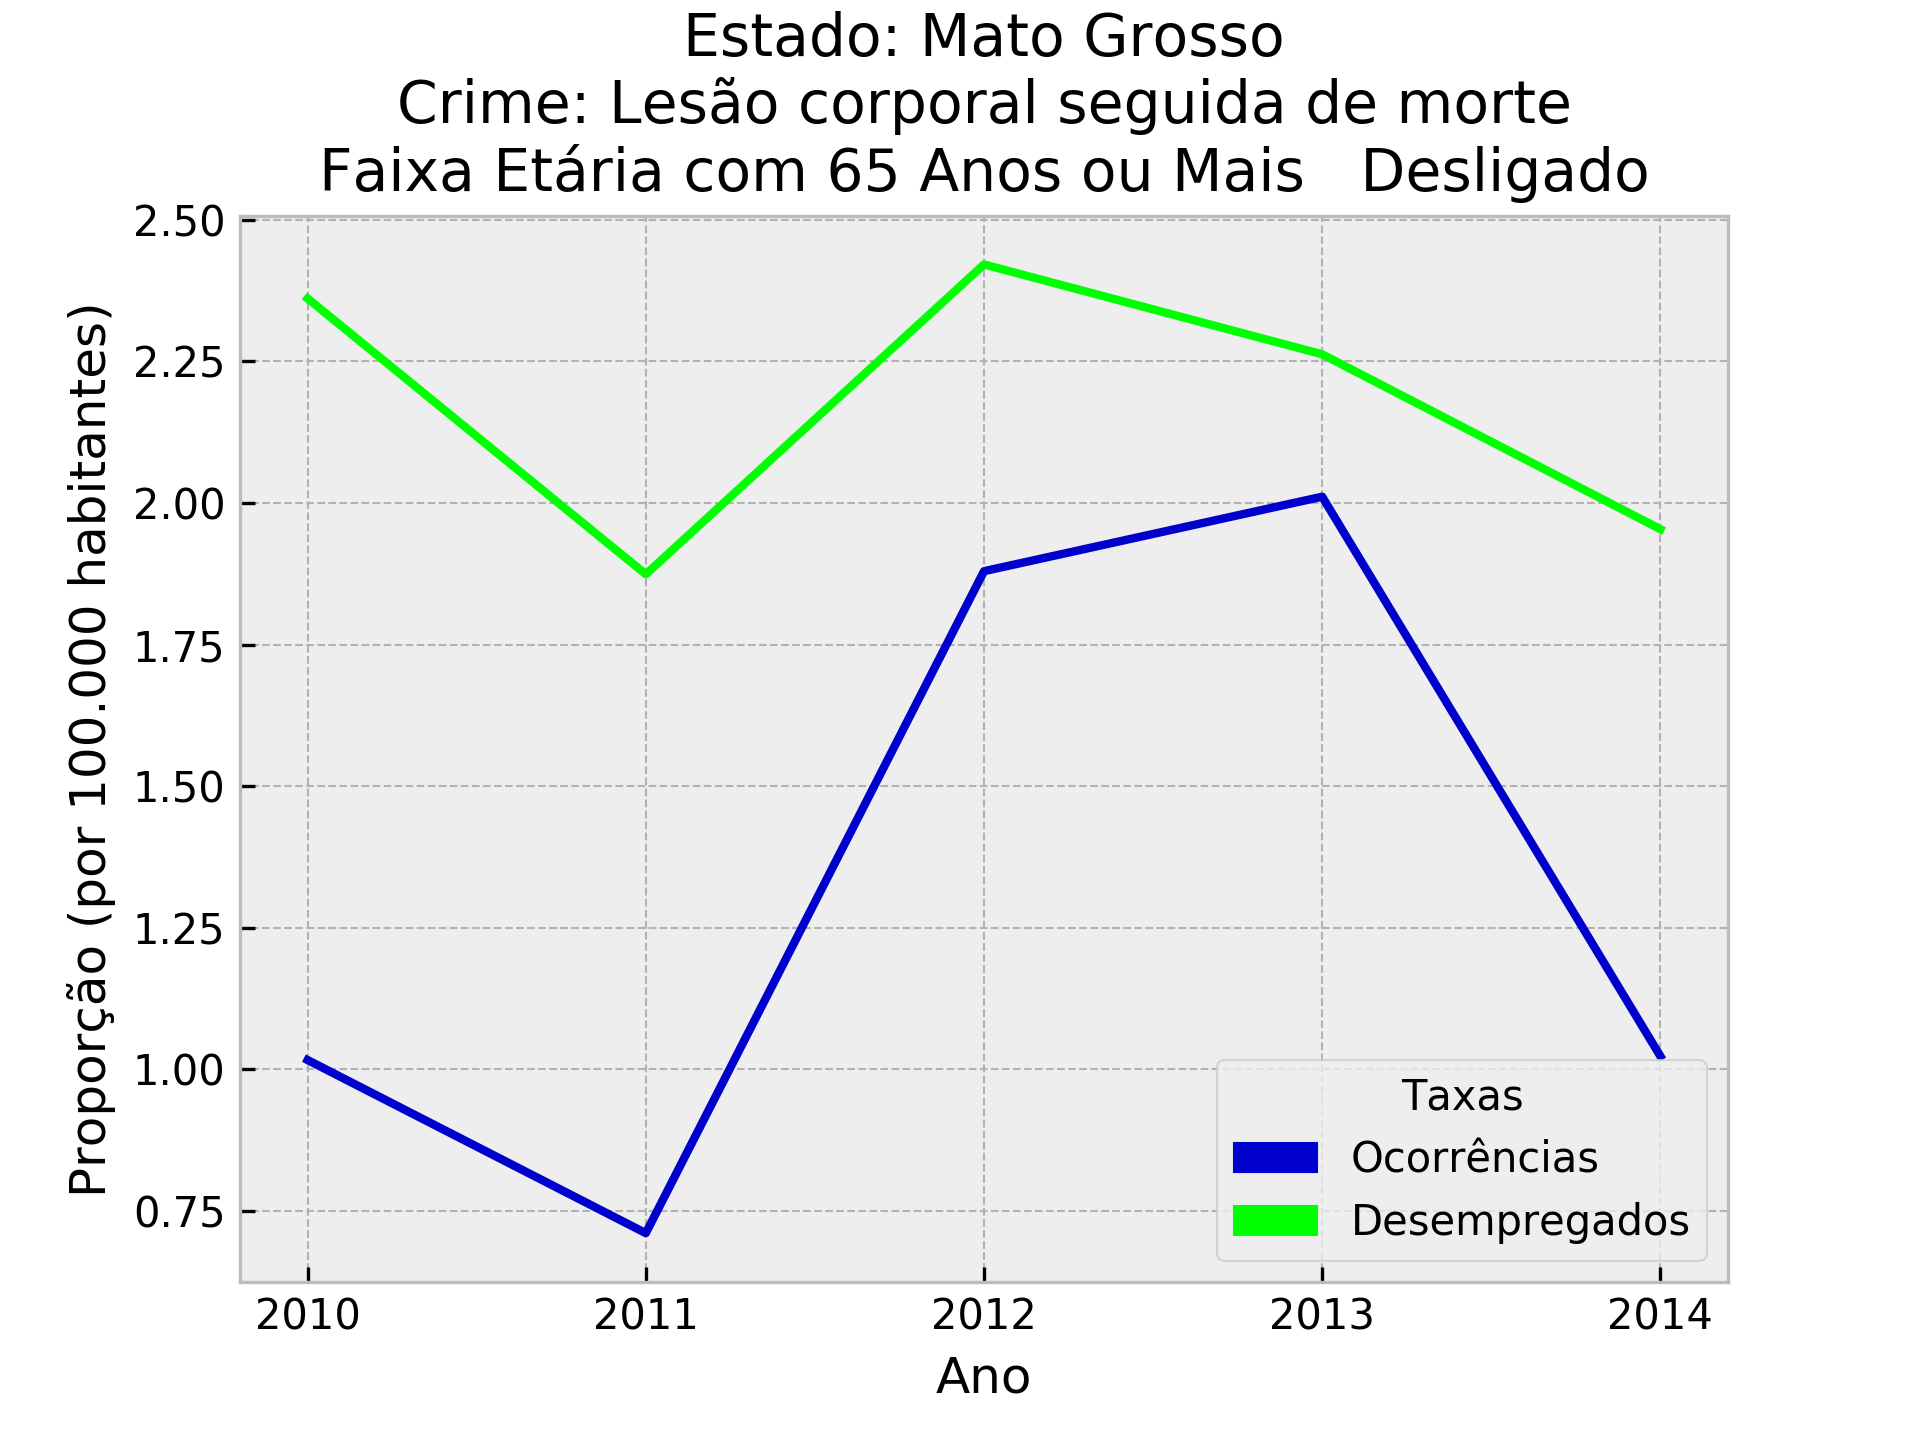 Estado: Mato Grosso
Crime: Lesão corporal seguida de morte
Faixa Etária com 65 Anos ou Mais   Desligado
Proporção (por 100.000 habitantes)
2.50
2.25
2.00
1.75
1.50
1.25
1.00
0.75
Taxas
Ocorrências
Desempregados
2010 2011 2012 2013 2014
Ano